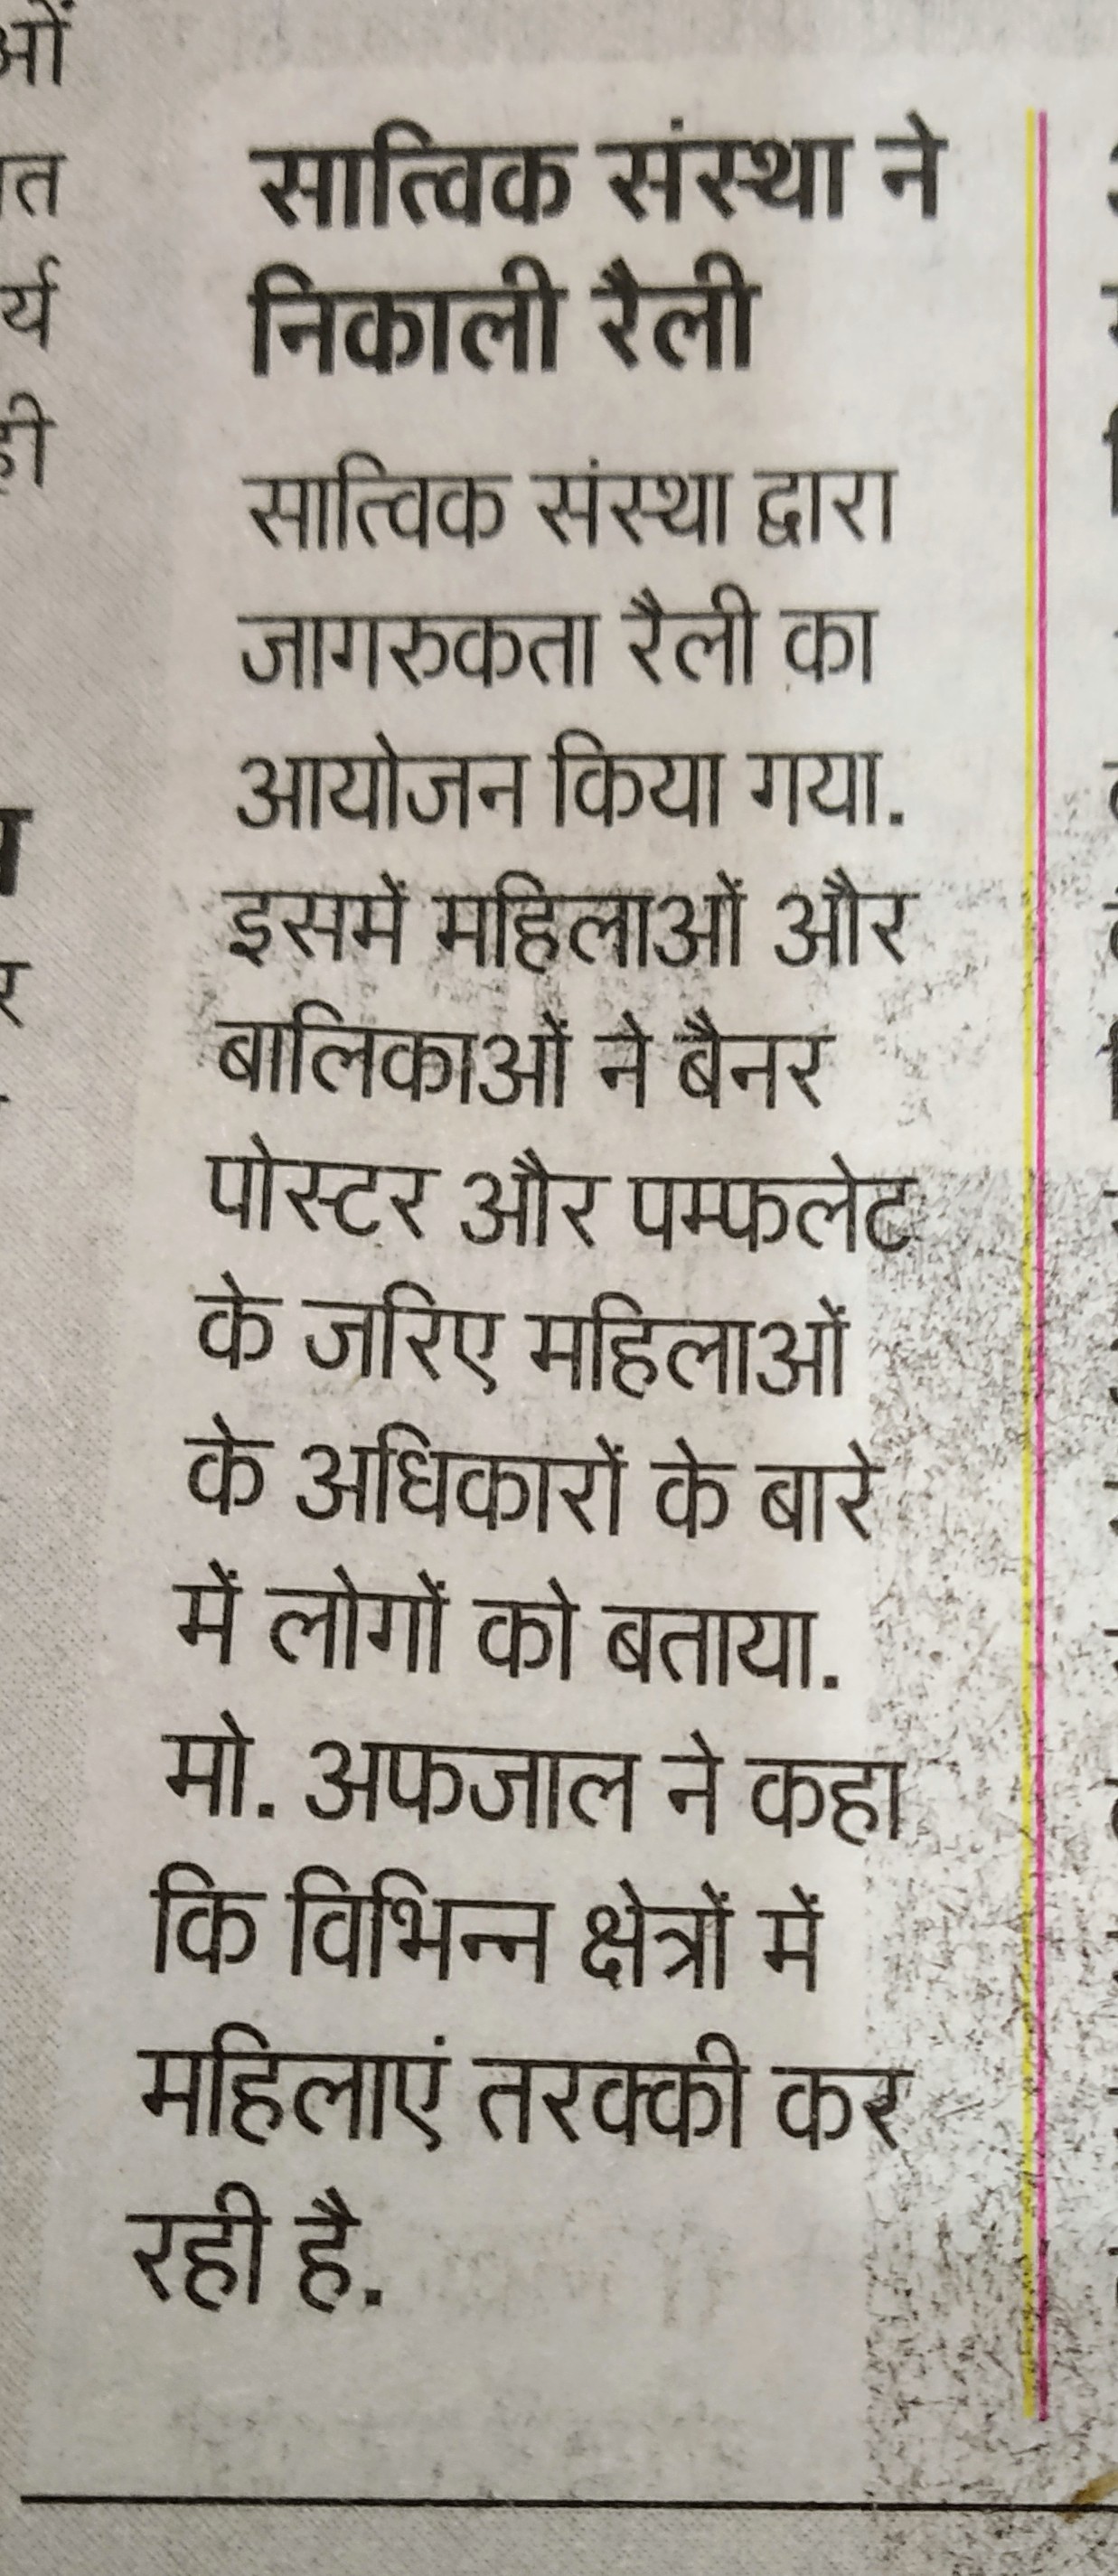 सात्विक संस्था ने
निकाली रैली
सात्विक संस्था द्वारा
जागरुकता रैली का
आयोजन किया गया.
इसमें महिलाओं और
बालिकाओं ने बैनर
पोस्टर और पम्फलेट
के जरिए महिलाओं
के अधिकारों के बारे
में लोगों को बताया.
मो. अफजाल ने कहा
कि विभिन्न क्षेत्रों में
महिलाएं तरक्की कर
रही है.